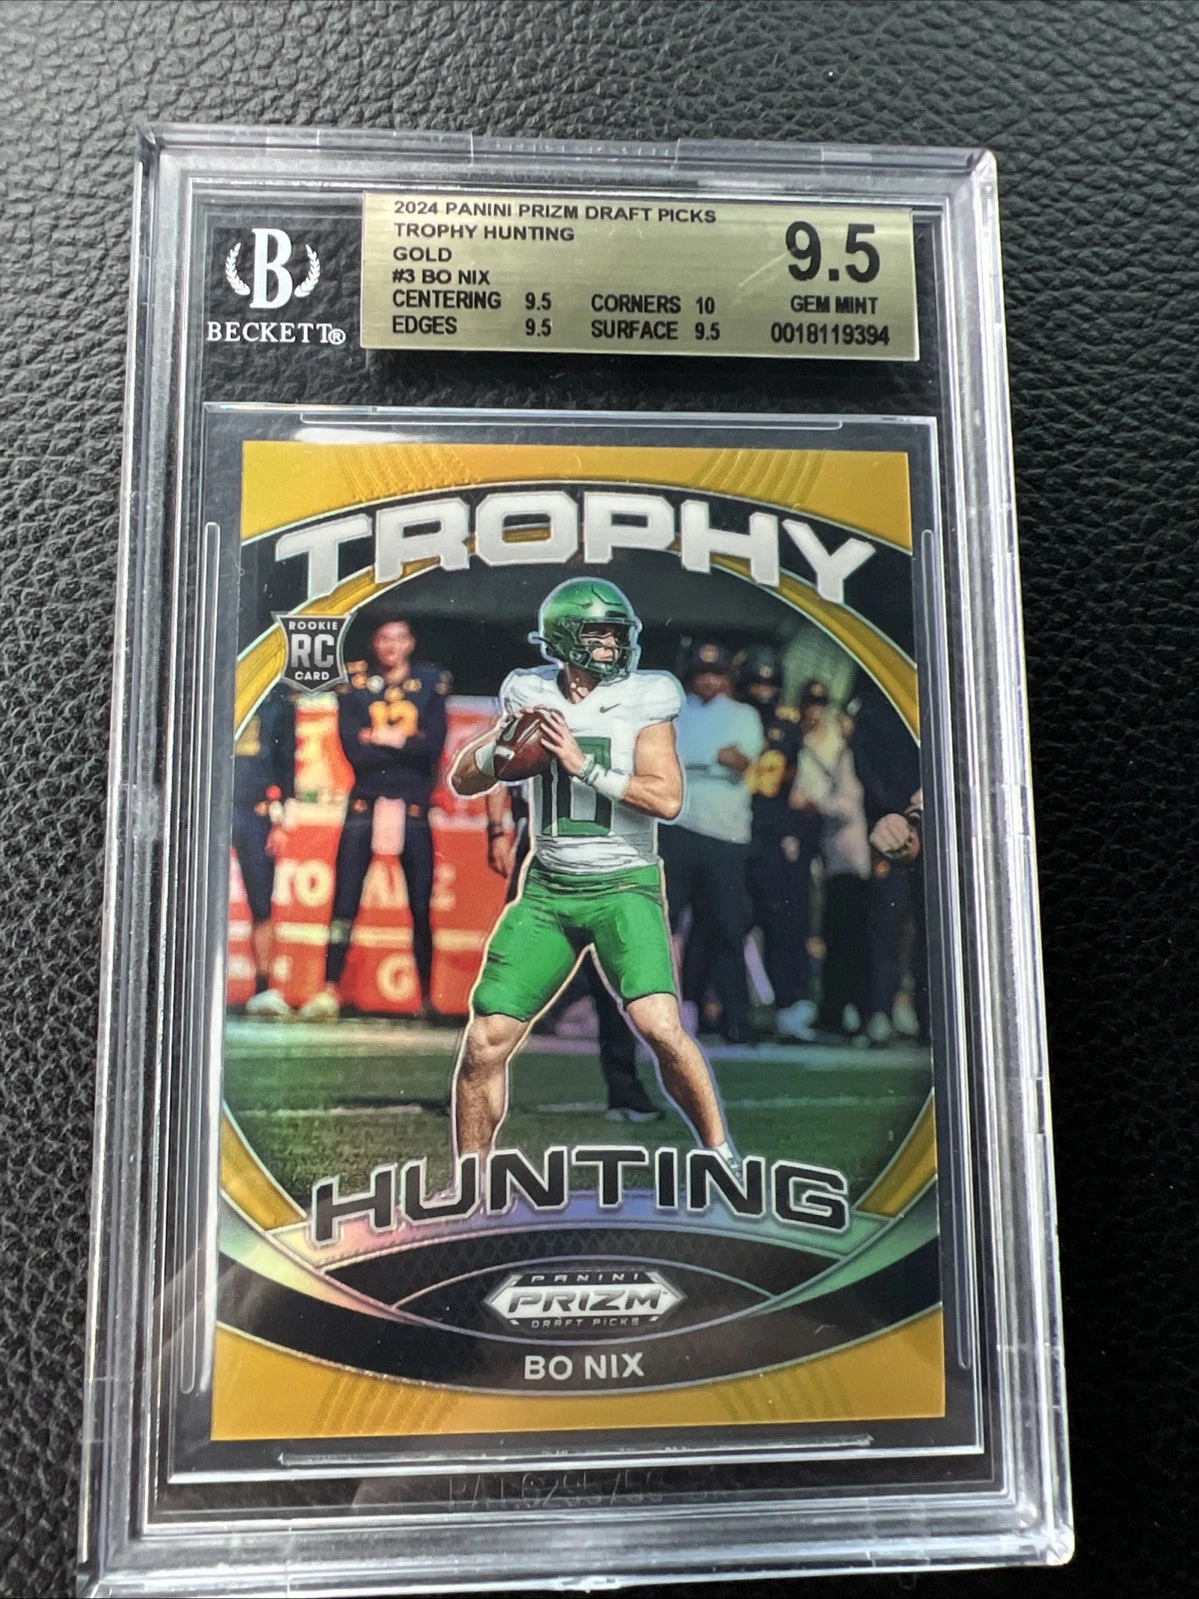 2024 PANINI PRIZM DRAFT PICKS
TROPHY HUNTING
GOLD
#3 BO NIX
CENTERING 9.5 CORNERS 10
EDGES 9.5 SURFACE 9.5
9.5
GEM MINT
0018119394
B
BECKETT®
TROPHY
ROOKIE
RC
CARD
12
10
G
HUNTING
PANINI
PRIZM
DRAFT PICKS
BO NIX